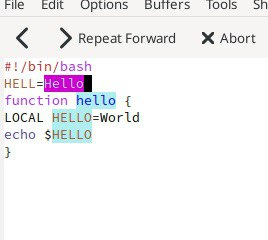 File Edit Options Buffers Tools Sh
Repeat Forward Abort
#!/bin/bash
HELL=Hello
function hello {
LOCAL HELLO=World
echo $HELLO
}